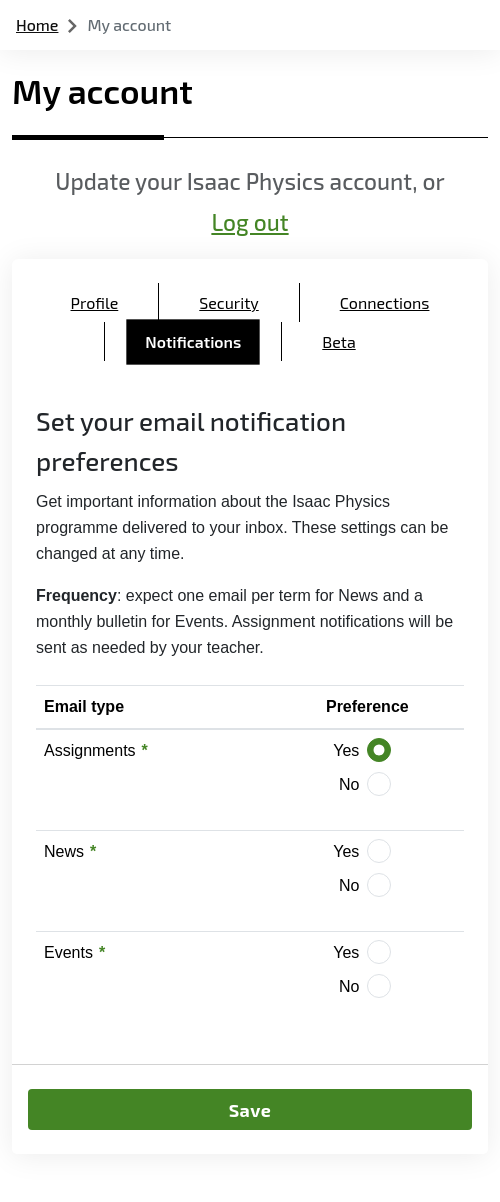 Home > My account
My account
Update your Isaac Physics account, or
Log out
Profile Security Connections
Notifications Beta
Set your email notification
preferences
Get important information about the Isaac Physics
programme delivered to your inbox. These settings can be
changed at any time.
Frequency: expect one email per term for News and a
monthly bulletin for Events. Assignment notifications will be
sent as needed by your teacher.
Email type Preference
Assignments * Yes
No
News * Yes
No
Events * Yes
No
Save